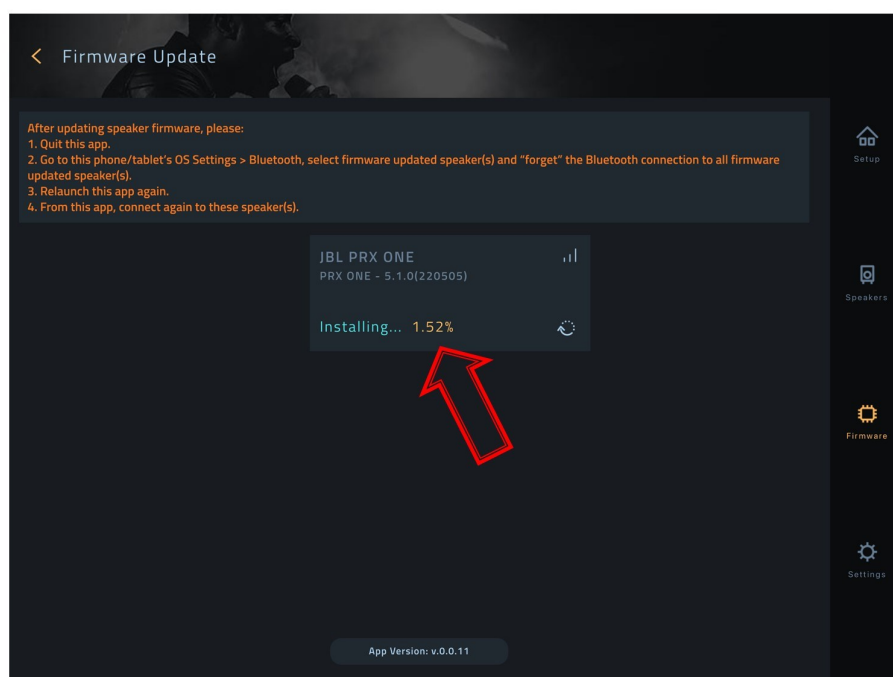 Firmware Update
After updating speaker firmware, please:
1. Quit this app.
2. Go to this phone/tablet's OS Settings > Bluetooth, select firmware updated speaker(s) and “forget” the Bluetooth connection to all firmware
updated speaker(s).
3. Relaunch this app again.
4. From this app, connect again to these speaker(s).
Setup
JBL PRX ONE
PRX ONE - 5.1.0(220505)
Installing... 1.52%
Speakers
Firmware
Settings
App Version: v.0.0.11